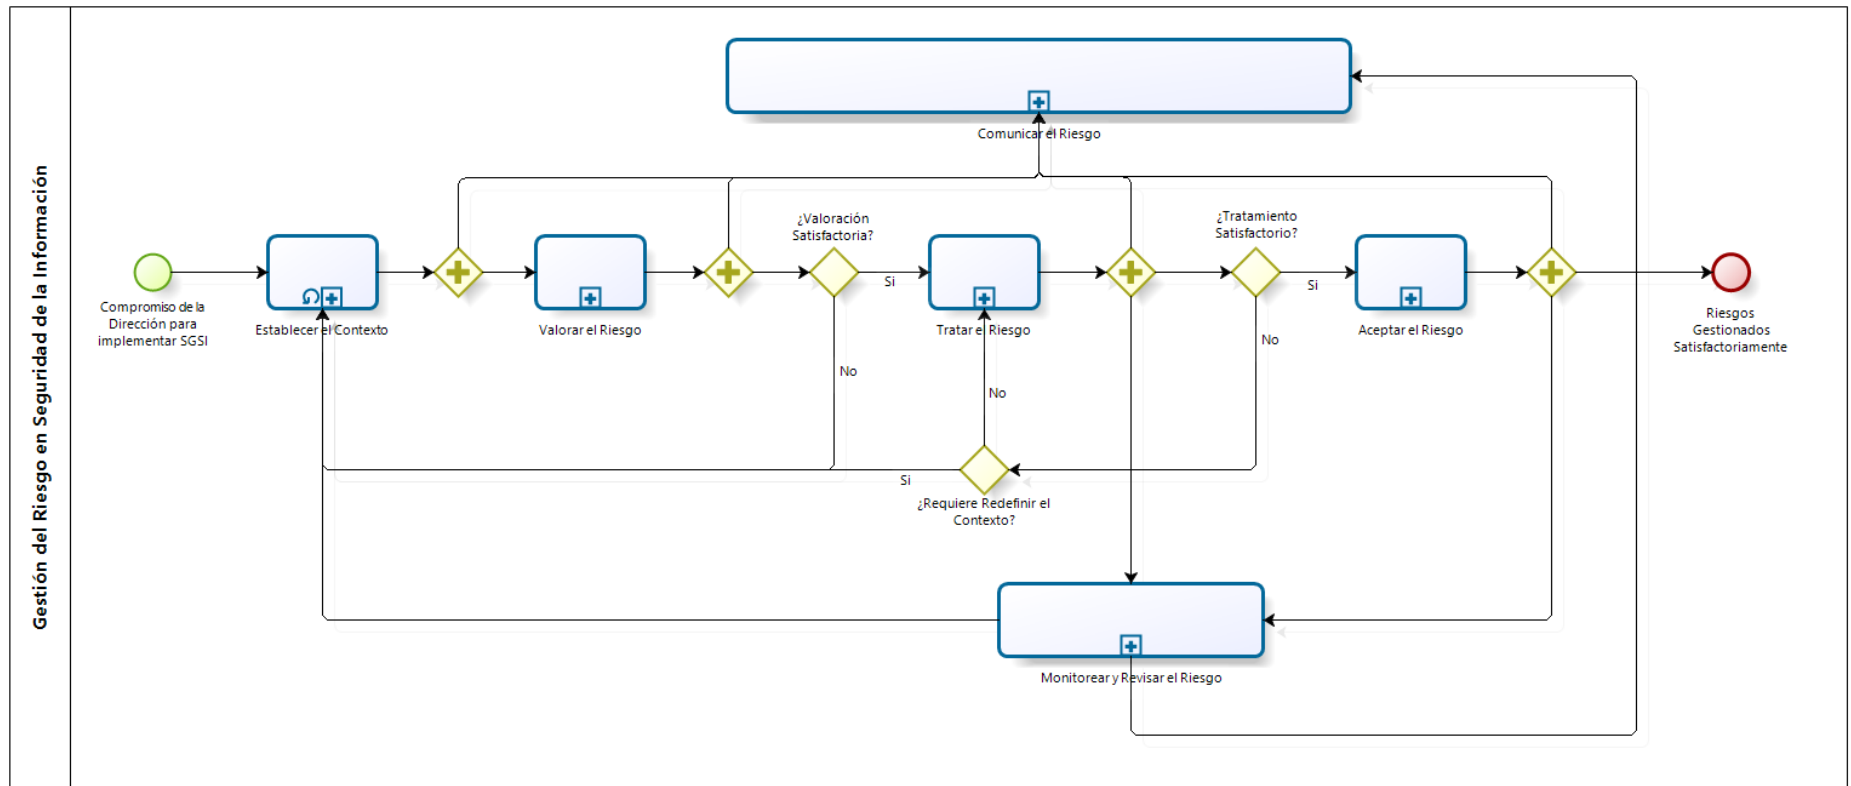 Gestión del Riesgo en Seguridad de la Información
Comunicar el Riesgo
¿Valoración
Satisfactoria?
¿Tratamiento
Satisfactorio?
Si
Si
Compromiso de la
Dirección para
implementar SGSI
Establecer el Contexto
Valorar el Riesgo
Tratar el Riesgo
Aceptar el Riesgo
Riesgos
Gestionados
Satisfactoriamente
No
No
No
Si
¿Requiere Redefinir el
Contexto?
Monitorear y Revisar el Riesgo